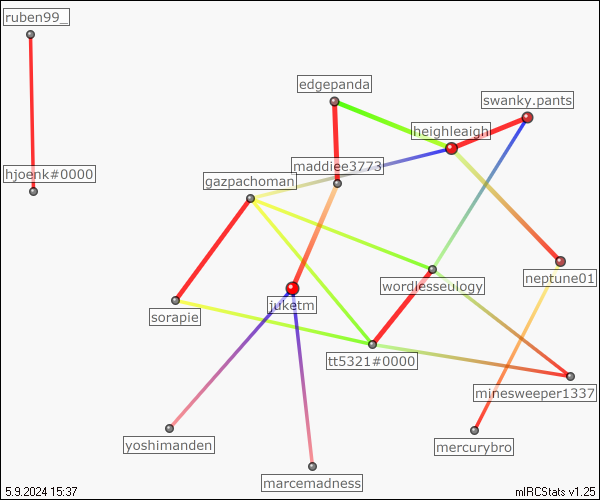 ruben99_
edgepanda
swanky.pants
heighleaigh
maddiee3773
hjoenk#0000
gazpachoman
neptune01
wordlesseulogy
juketm
sorapie
tt5321#0000
minesweeper1337
yoshimanden
mercurybro
marcemadness
5.9.2024 15:37
mIRCStats v1.25